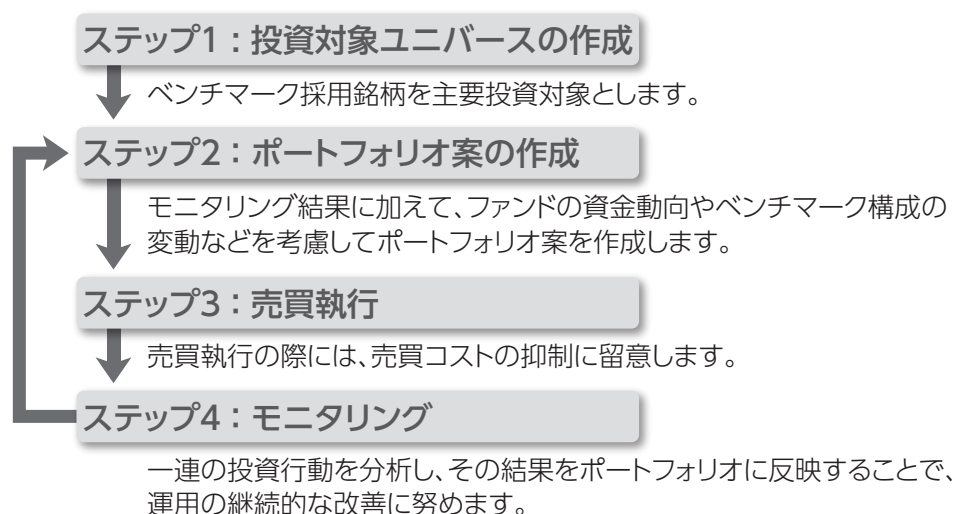 ステップ1：投資対象ユニバースの作成
ベンチマーク採用銘柄を主要投資対象とします。
ステップ2：ポートフォリオ案の作成
モニタリング結果に加えて、ファンドの資金動向やベンチマーク構成の
変動などを考慮してポートフォリオ案を作成します。
ステップ3：売買執行
売買執行の際には、売買コストの抑制に留意します。
ステップ4：モニタリング
一連の投資行動を分析し、その結果をポートフォリオに反映することで、
運用の継続的な改善に努めます。